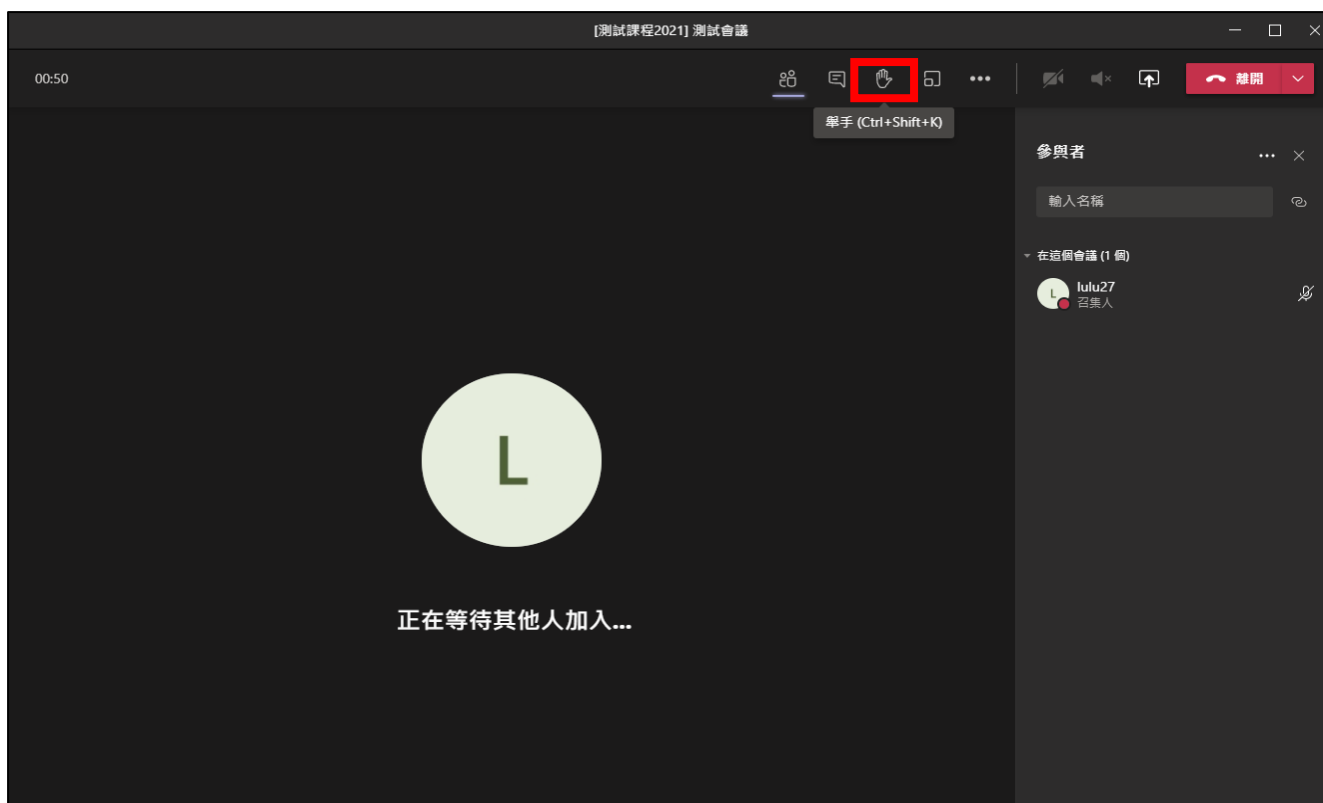 [測試課程2021] 測試會議
00:50
離開
舉手 (Ctrl+Shift+K)
參與者
輸入名稱
在這個會議 (1 個)
L
lulu27
召集人
L
正在等待其他人加入...